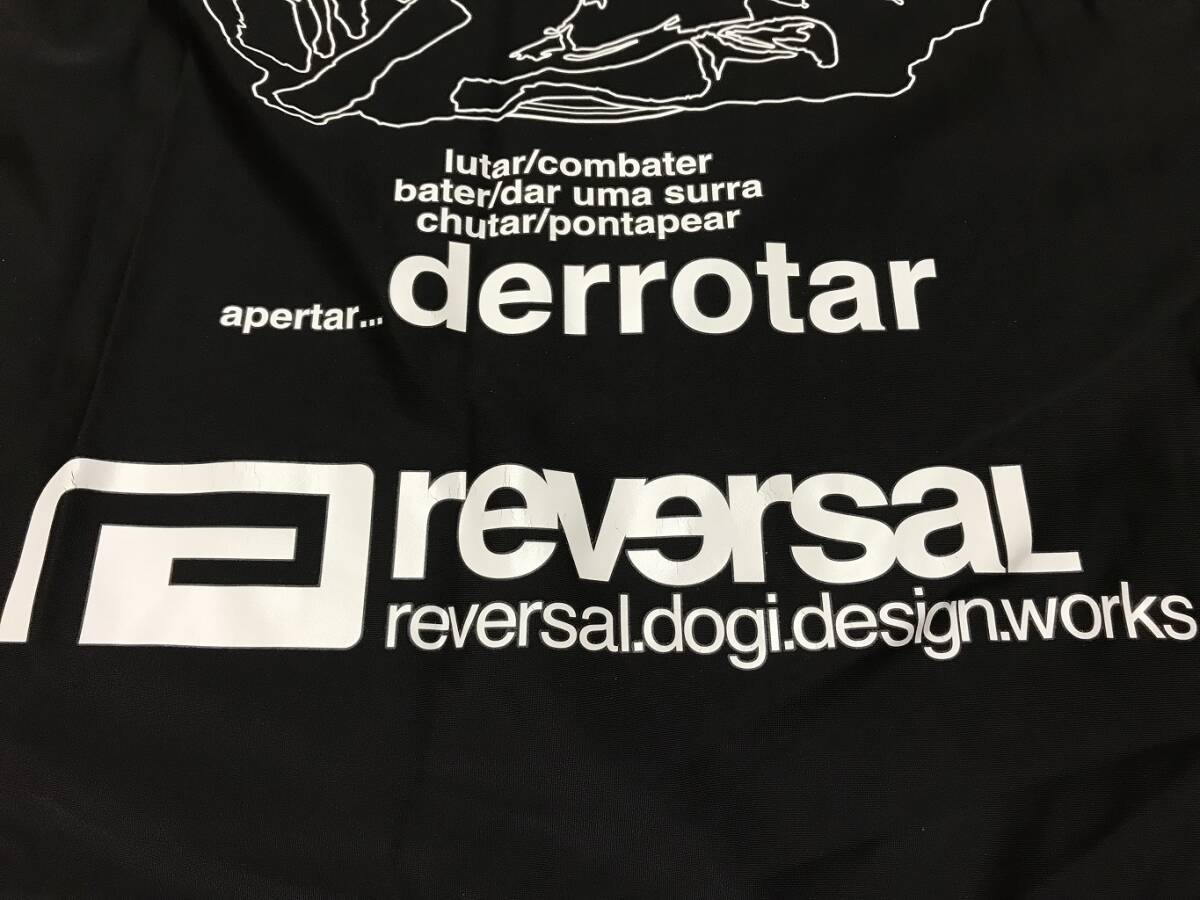 lutar/combater
bater/dar uma surra
chutar/pontapear
apertar... derrotar
reversaL
reversal.dogi.design.works